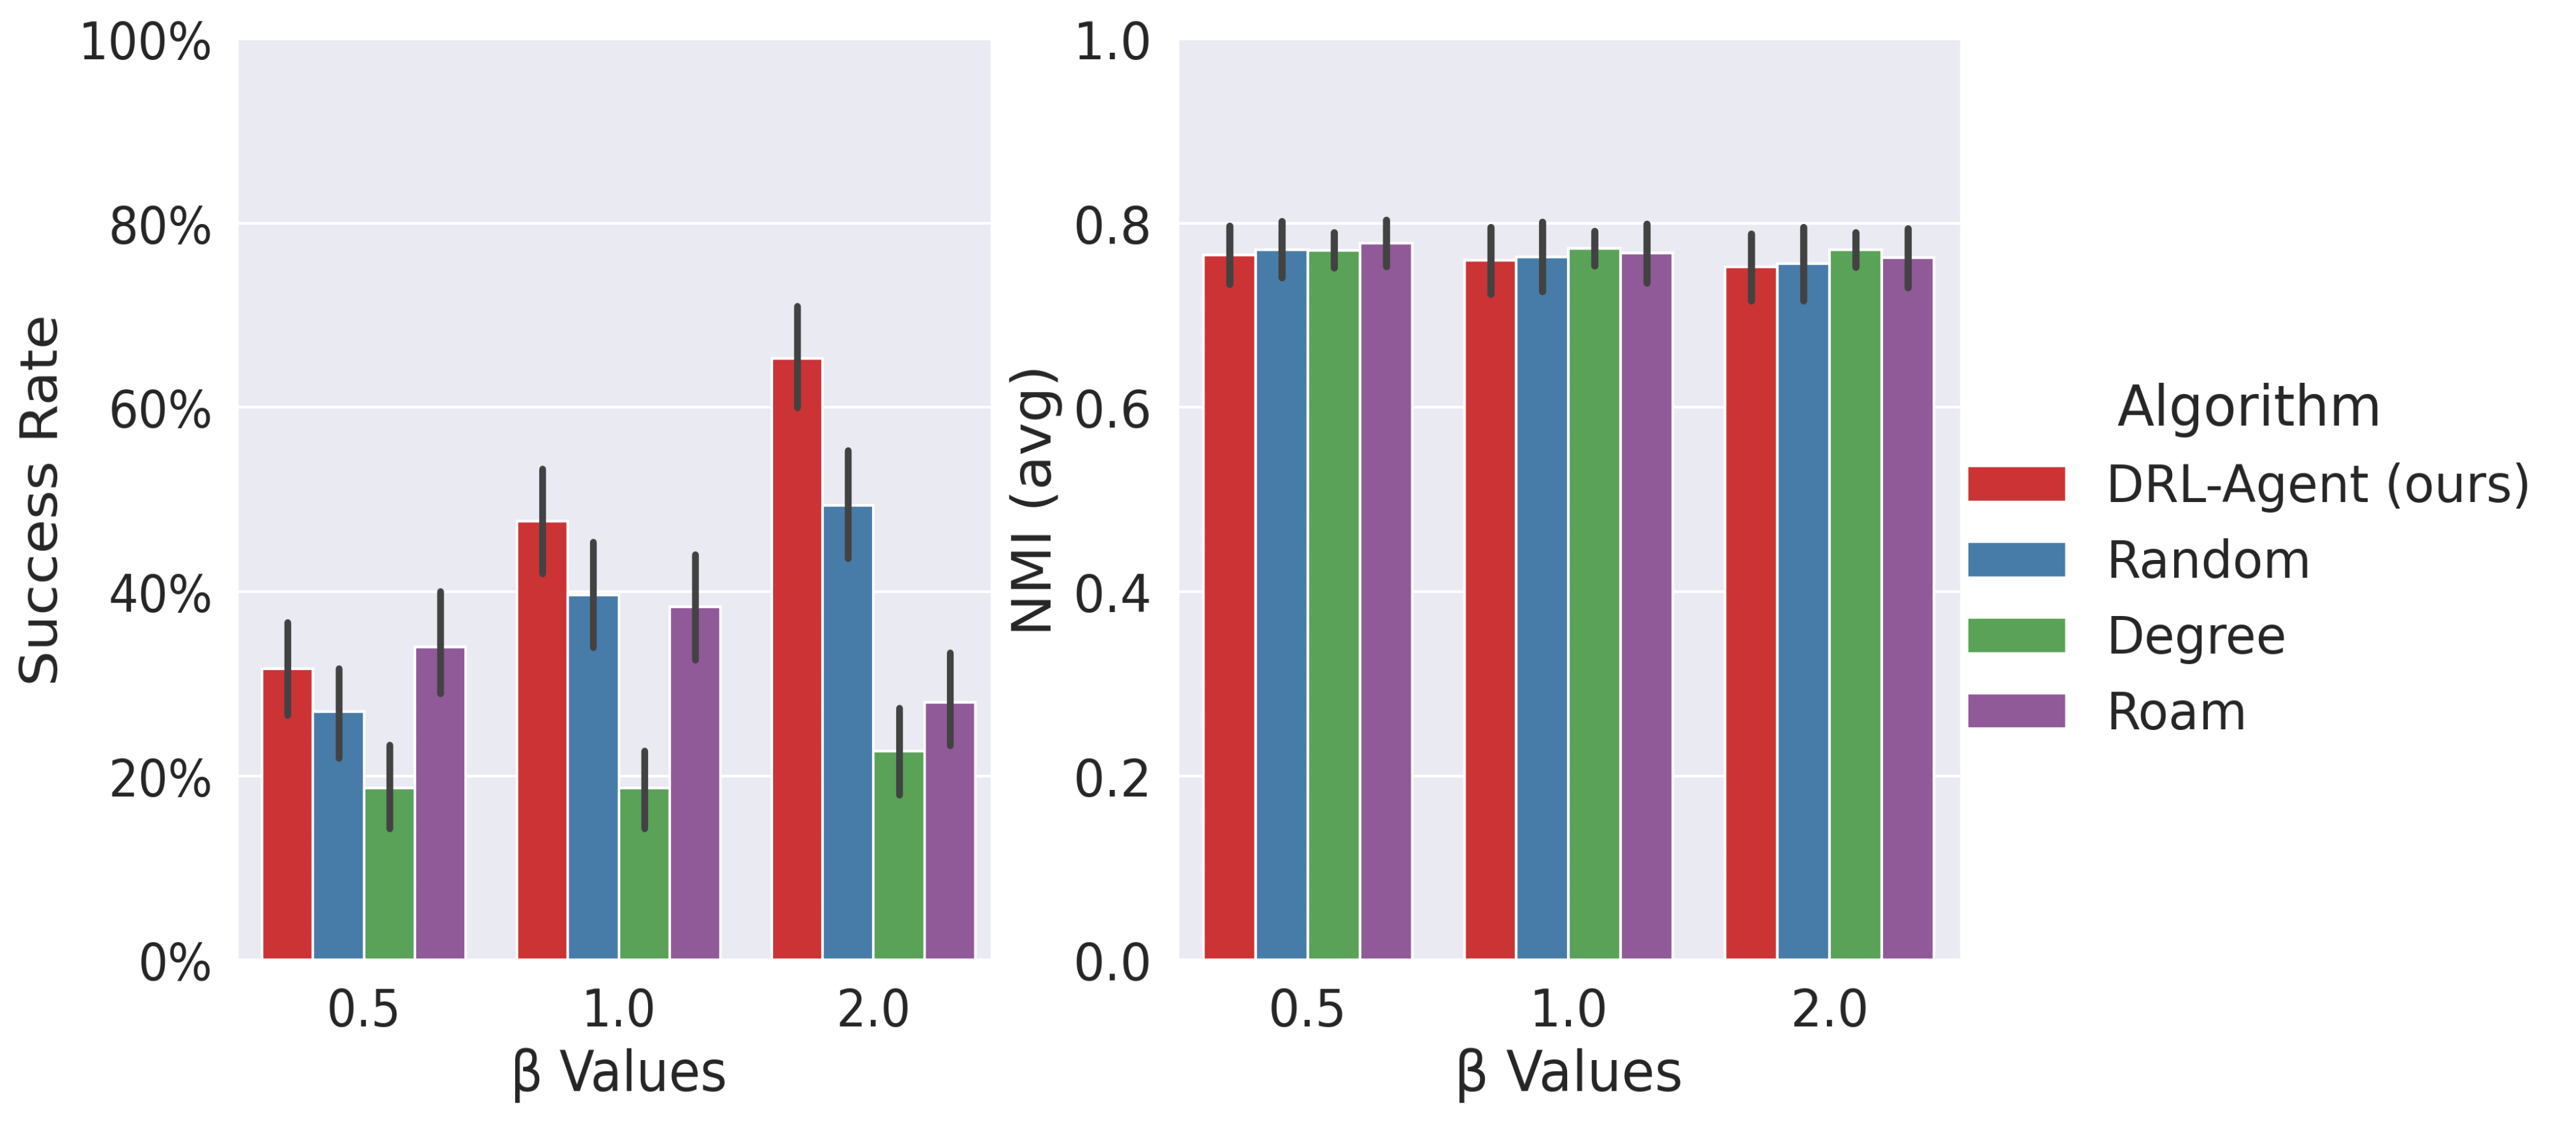 100%
80%
60%
40%
20%
0%
Success Rate
0.5 1.0 2.0
β Values
1.0
0.8
0.6
0.4
0.2
0.0
NMI (avg)
0.5 1.0 2.0
β Values
Algorithm
DRL-Agent (ours)
Random
Degree
Roam